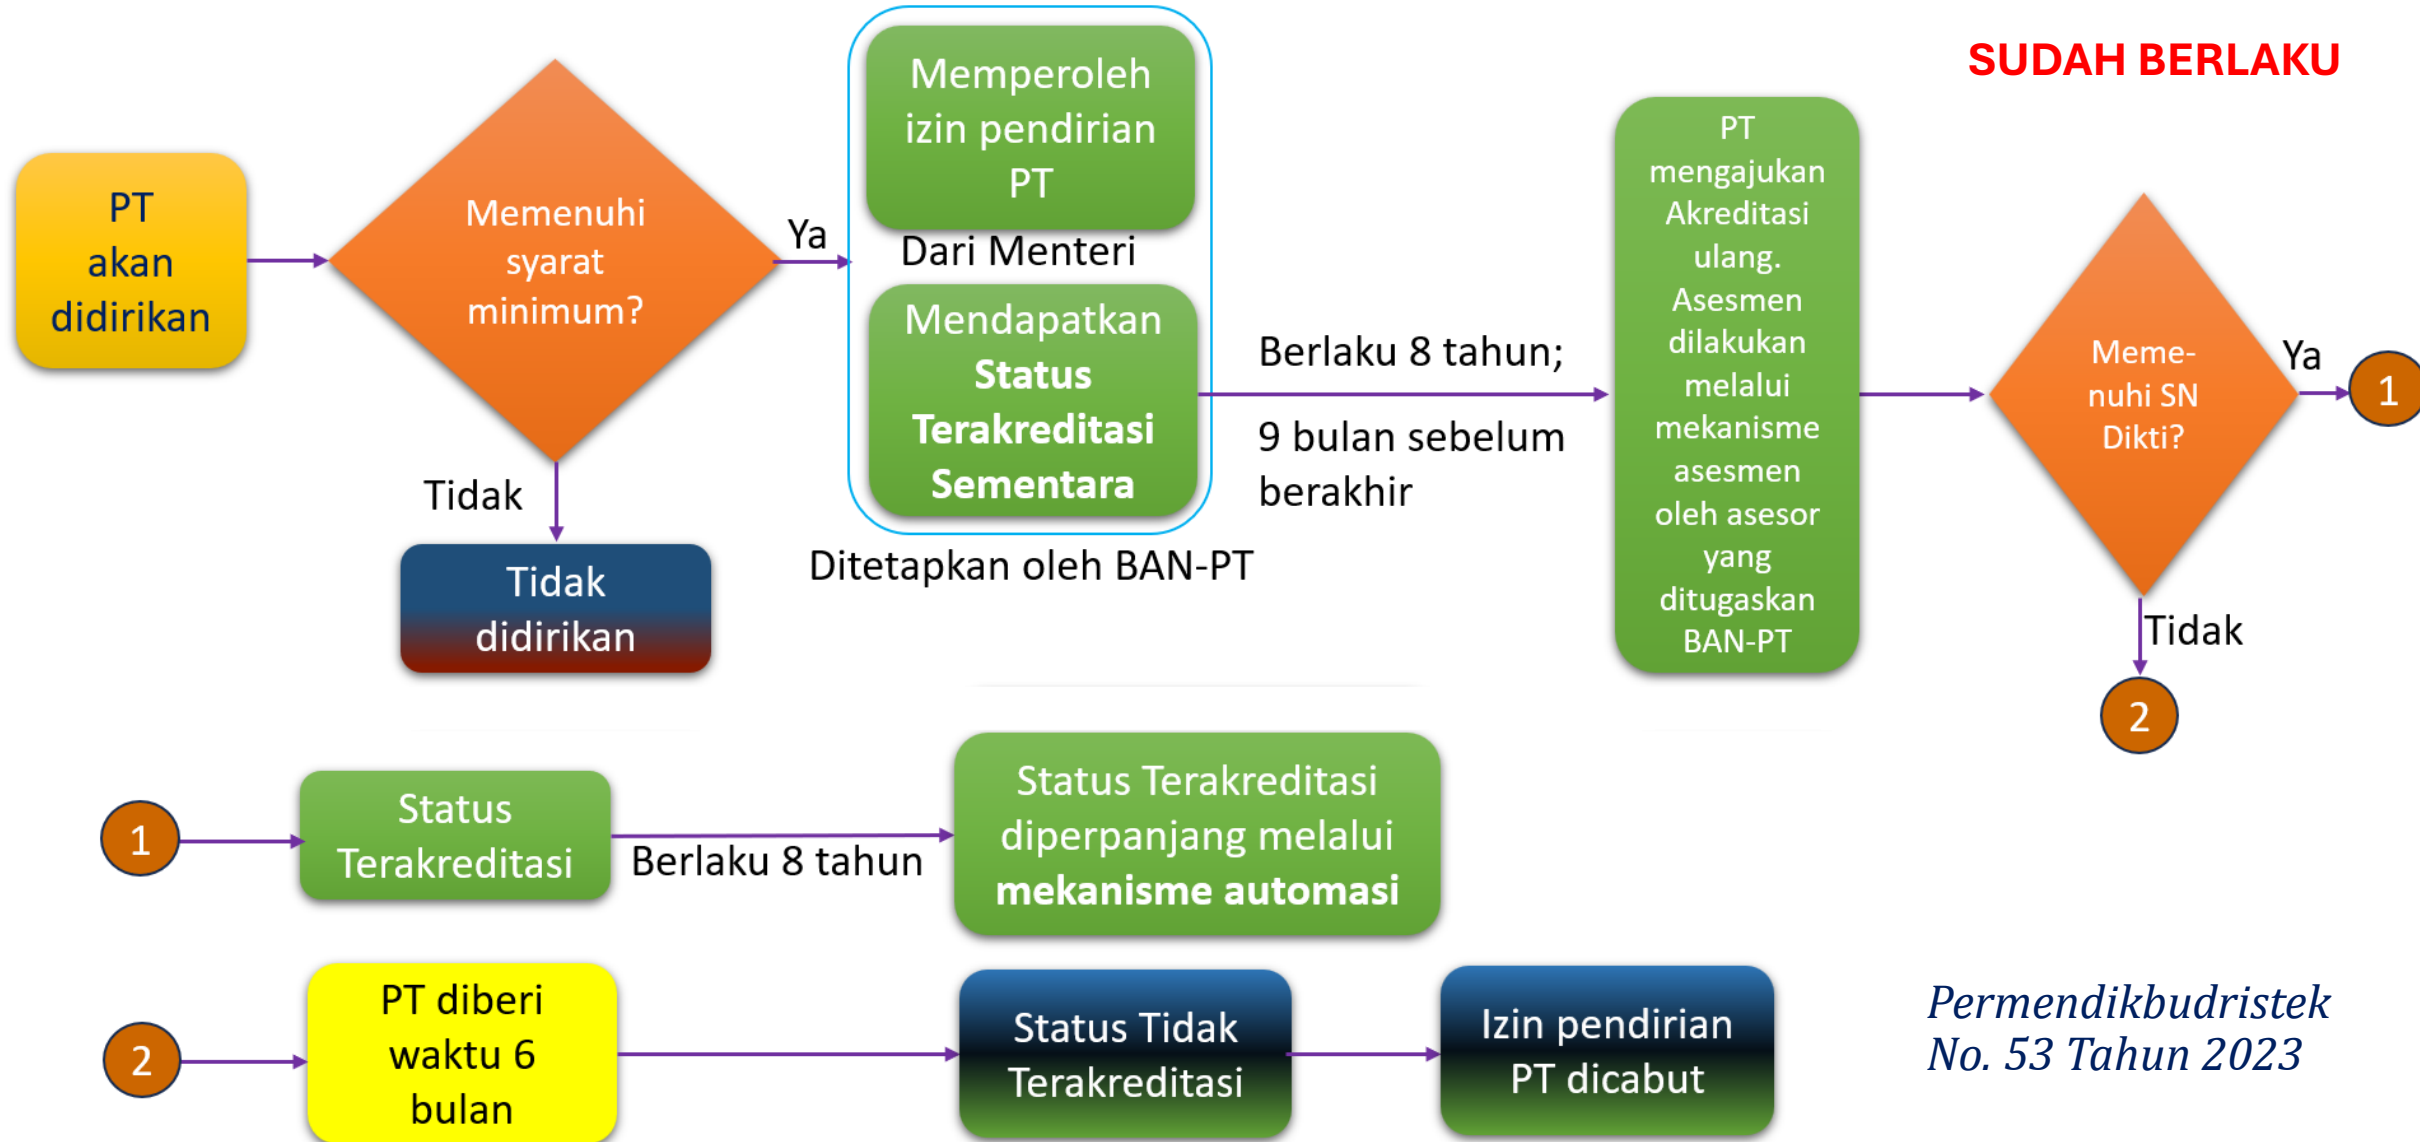 SUDAH BERLAKU
PT
akan
didirikan
Memenuhi
syarat
minimum?
Ya
Tidak
Tidak
didirikan
Memperoleh
izin pendirian
PT
Dari Menteri
Mendapatkan
Status
Terakreditasi
Sementara
Ditetapkan oleh BAN-PT
Berlaku 8 tahun;
9 bulan sebelum
berakhir
PT
mengajukan
Akreditasi
ulang.
Asesmen
dilakukan
melalui
mekanisme
asesmen
oleh asesor
yang
ditugaskan
BAN-PT
Meme-
nuhi SN
Dikti?
Ya
1
Tidak
2
1
Status
Terakreditasi
Berlaku 8 tahun
Status Terakreditasi
diperpanjang melalui
mekanisme automasi
2
PT diberi
waktu 6
bulan
Status Tidak
Terakreditasi
Izin pendirian
PT dicabut
Permendikbudristek
No. 53 Tahun 2023